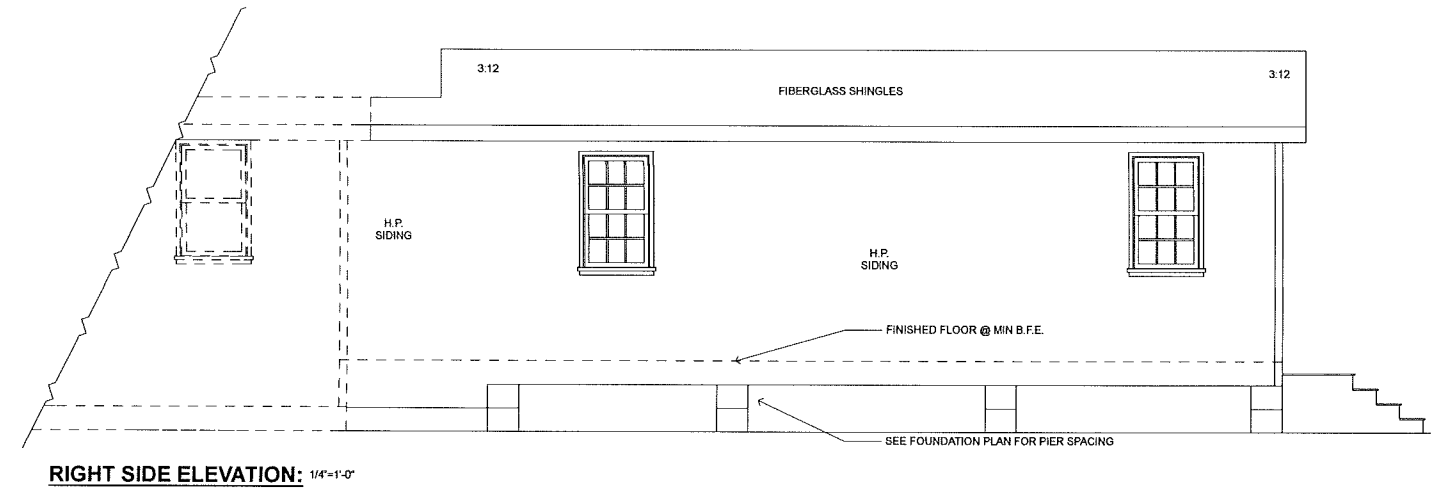 3:12
3:12
FIBERGLASS SHINGLES
H.P.
SIDING
H.P.
SIDING
FINISHED FLOOR @ MIN B.F.E.
SEE FOUNDATION PLAN FOR PIER SPACING
RIGHT SIDE ELEVATION: 1/4"=1'-0"